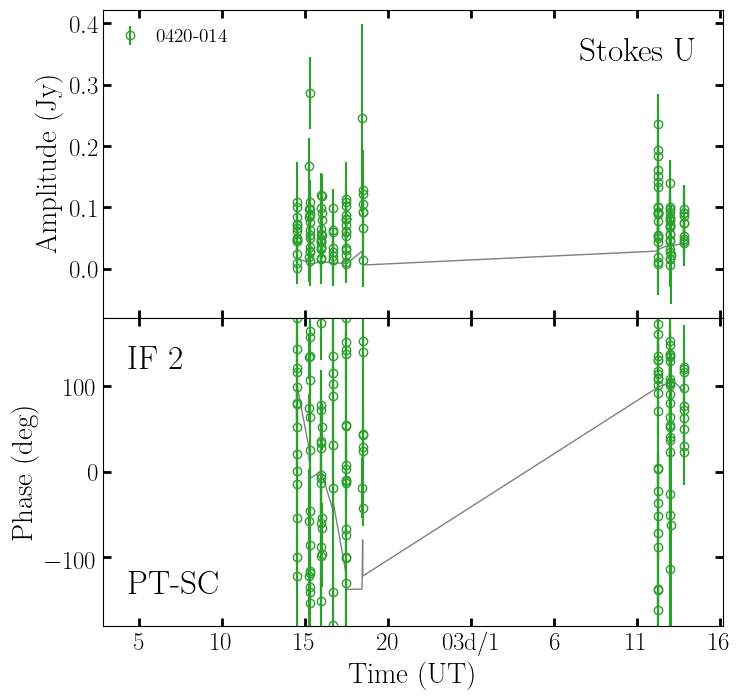 0.4
0420-014
Stokes U
0.3
0.2
0.1
0.0
Amplitude (Jy)
IF 2
100
0
−100
Phase (deg)
PT-SC
5 10 15 20 03d/1 6 11 16
Time (UT)